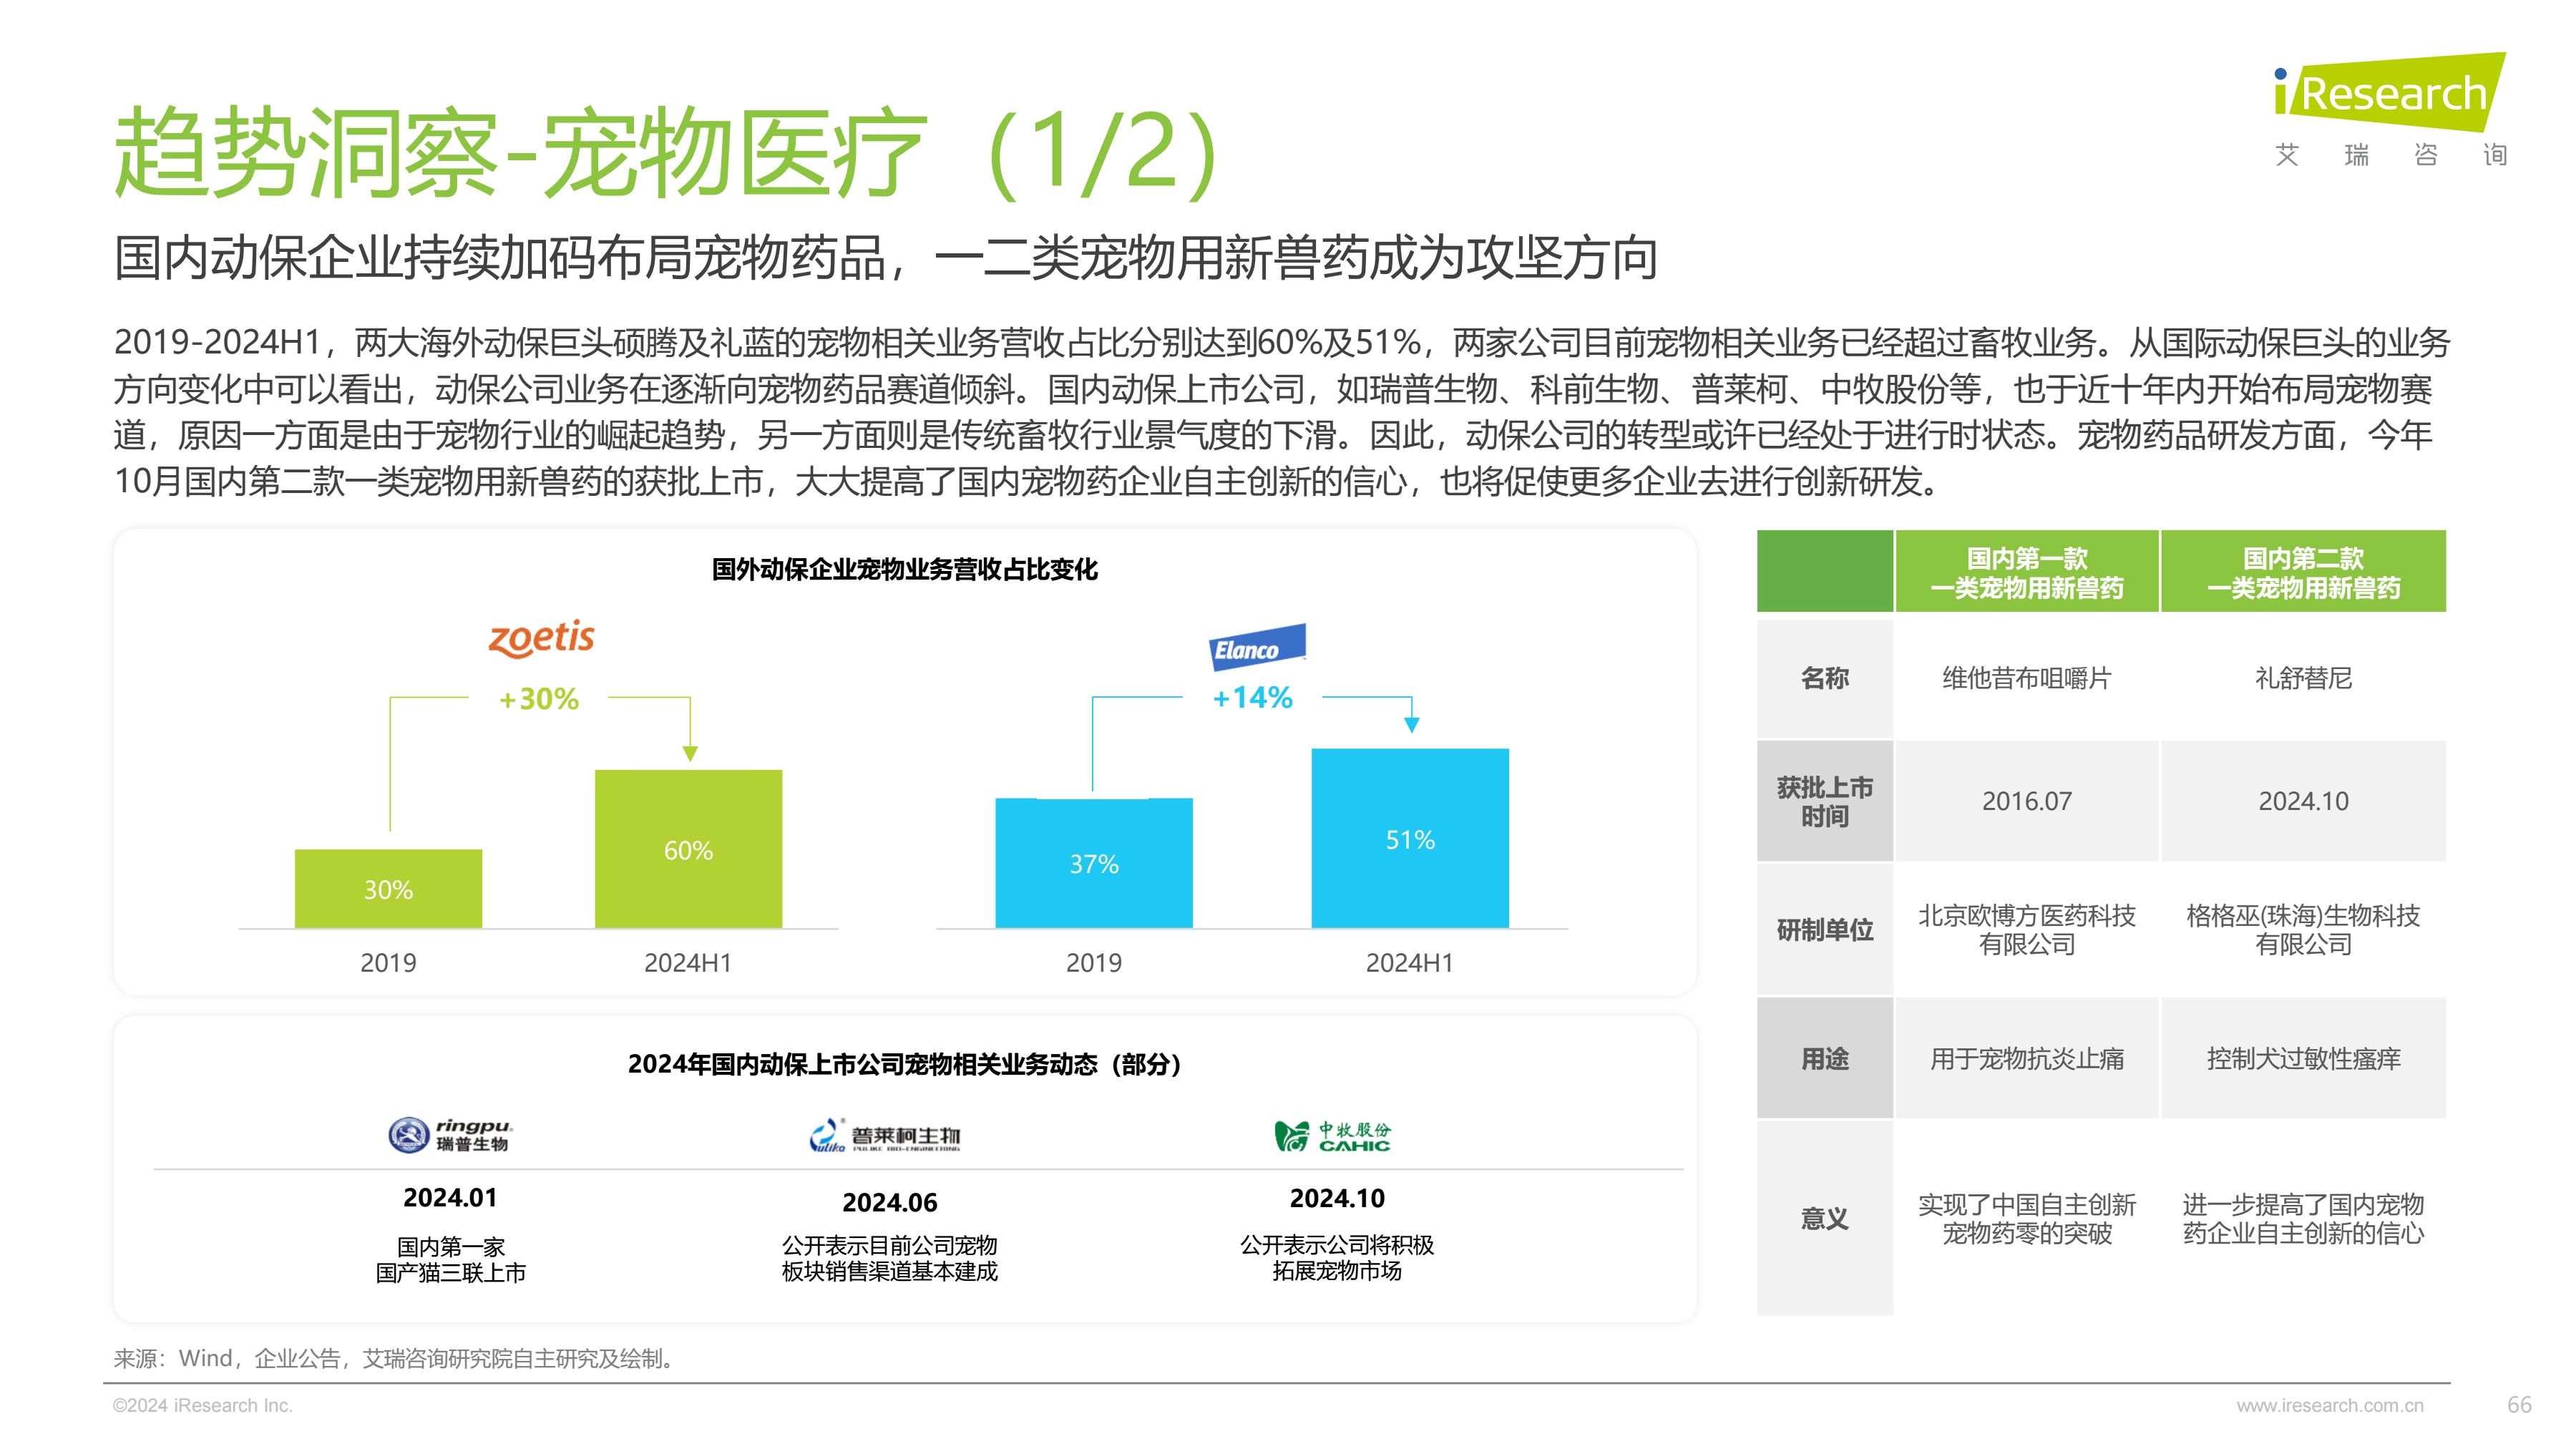 iResearch
艾瑞咨询
趋势洞察-宠物医疗（1/2）
国内动保企业持续加码布局宠物药品，一二类宠物用新兽药成为攻坚方向
2019-2024H1，两大海外动保巨头硕腾及礼蓝的宠物相关业务营收占比分别达到60%及51%，两家公司目前宠物相关业务已经超过畜牧业务。从国际动保巨头的业务
方向变化中可以看出，动保公司业务在逐渐向宠物药品赛道倾斜。国内动保上市公司，如瑞普生物、科前生物、普莱柯、中牧股份等，也于近十年内开始布局宠物赛
道，原因一方面是由于宠物行业的崛起趋势，另一方面则是传统畜牧行业景气度的下滑。因此，动保公司的转型或许已经处于进行时状态。宠物药品研发方面，今年
10月国内第二款一类宠物用新兽药的获批上市，大大提高了国内宠物药企业自主创新的信心，也将促使更多企业去进行创新研发。
国外动保企业宠物业务营收占比变化
zoetis
+30%
30%
60%
2019
2024H1
Elanco
+14%
37%
51%
2019
2024H1
2024年国内动保上市公司宠物相关业务动态（部分）
ringpu
瑞普生物
2024.01
国内第一家
国产猫三联上市
uliko
普莱柯生物
PULIKE BIO-ENGINEERING
2024.06
公开表示目前公司宠物
板块销售渠道基本建成
中牧股份
CAHIC
2024.10
公开表示公司将积极
拓展宠物市场
国内第一款
一类宠物用新兽药
国内第二款
一类宠物用新兽药
名称
维他昔布咀嚼片
礼舒替尼
获批上市
时间
2016.07
2024.10
研制单位
北京欧博方医药科技
有限公司
格格巫(珠海)生物科技
有限公司
用途
用于宠物抗炎止痛
控制犬过敏性瘙痒
意义
实现了中国自主创新
宠物药零的突破
进一步提高了国内宠物
药企业自主创新的信心
来源：Wind，企业公告，艾瑞咨询研究院自主研究及绘制。
©2024 iResearch Inc.
www.iresearch.com.cn
66